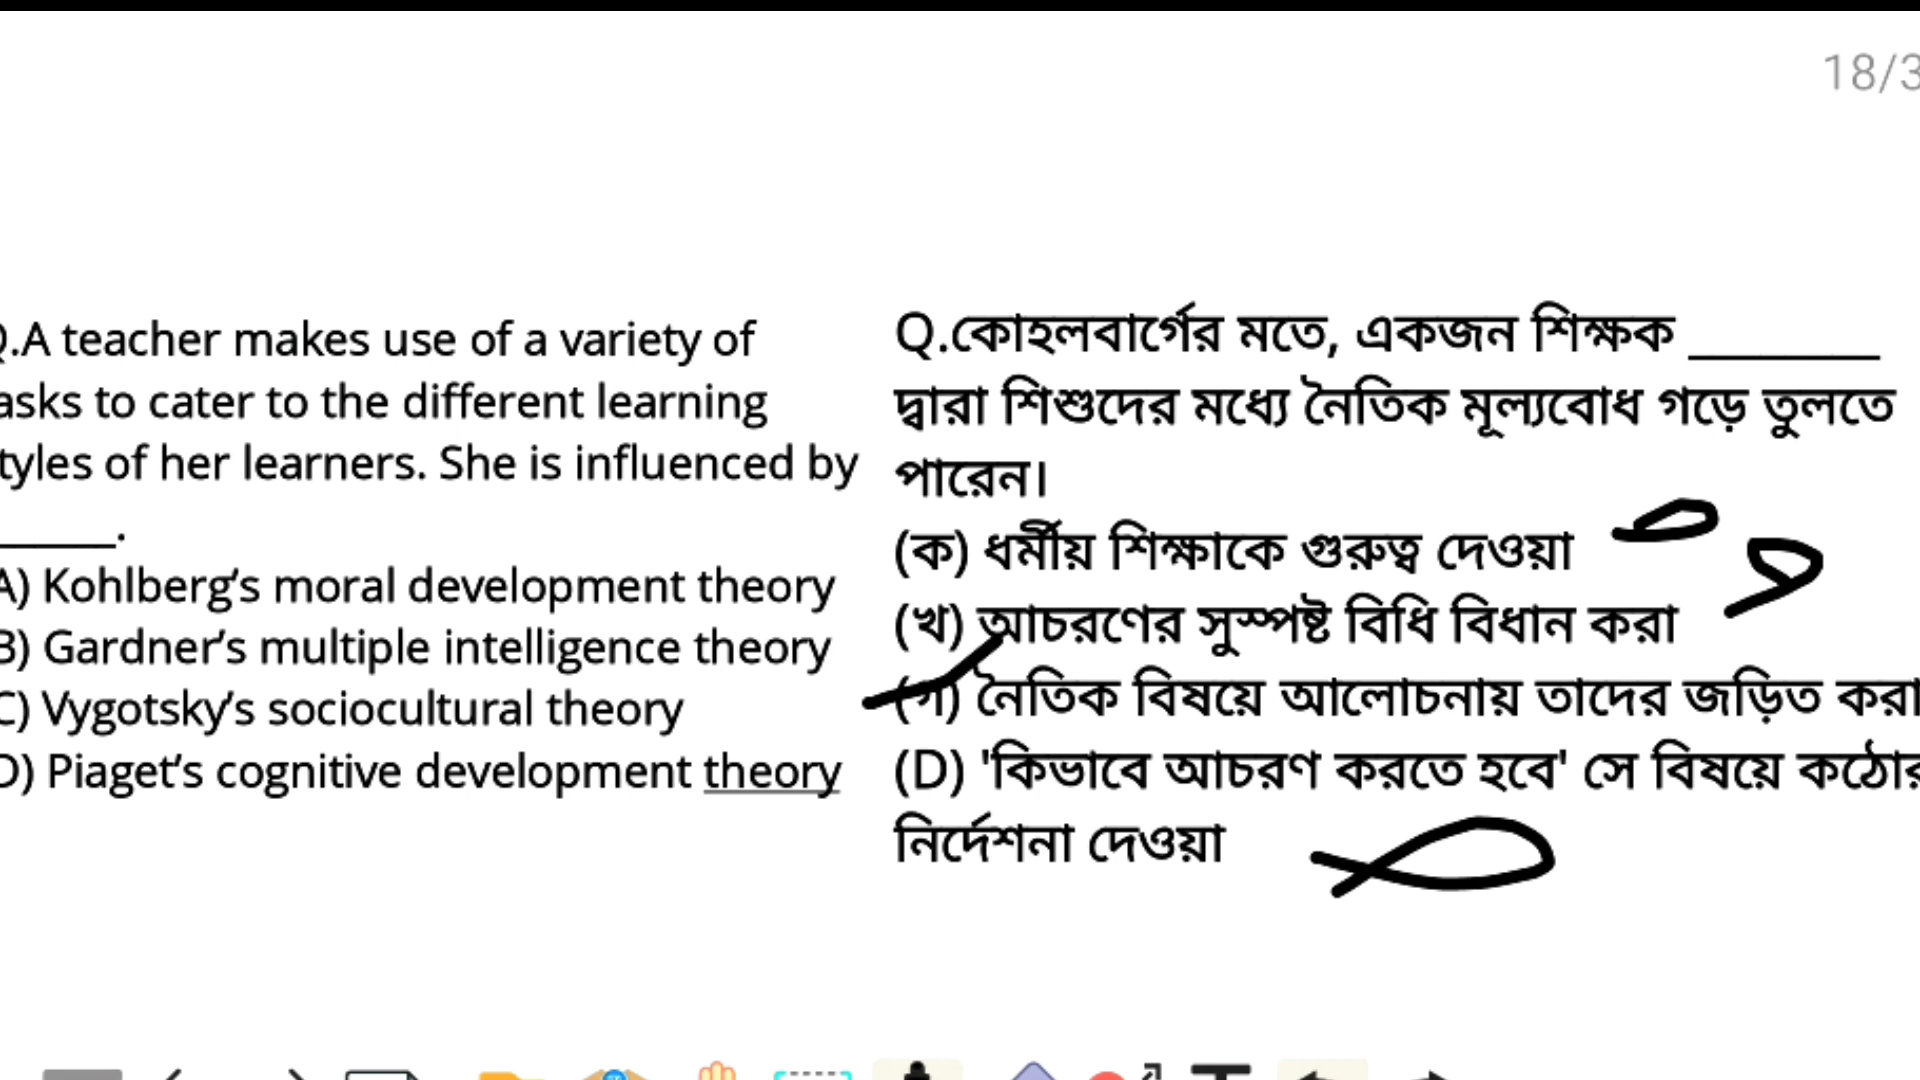 18/3
Q.A teacher makes use of a variety of
asks to cater to the different learning
tyles of her learners. She is influenced by
______.
A) Kohlberg's moral development theory
B) Gardner's multiple intelligence theory
C) Vygotsky's sociocultural theory
D) Piaget's cognitive development theory
Q.কোহলবার্গের মতে, একজন শিক্ষক ________
দ্বারা শিশুদের মধ্যে নৈতিক মূল্যবোধ গড়ে তুলতে
পারেন।
(ক) ধর্মীয় শিক্ষাকে গুরুত্ব দেওয়া
(খ) আচরণের সুস্পষ্ট বিধি বিধান করা
(গ) নৈতিক বিষয়ে আলোচনায় তাদের জড়িত করা
(D) 'কিভাবে আচরণ করতে হবে' সে বিষয়ে কঠোর
নির্দেশনা দেওয়া